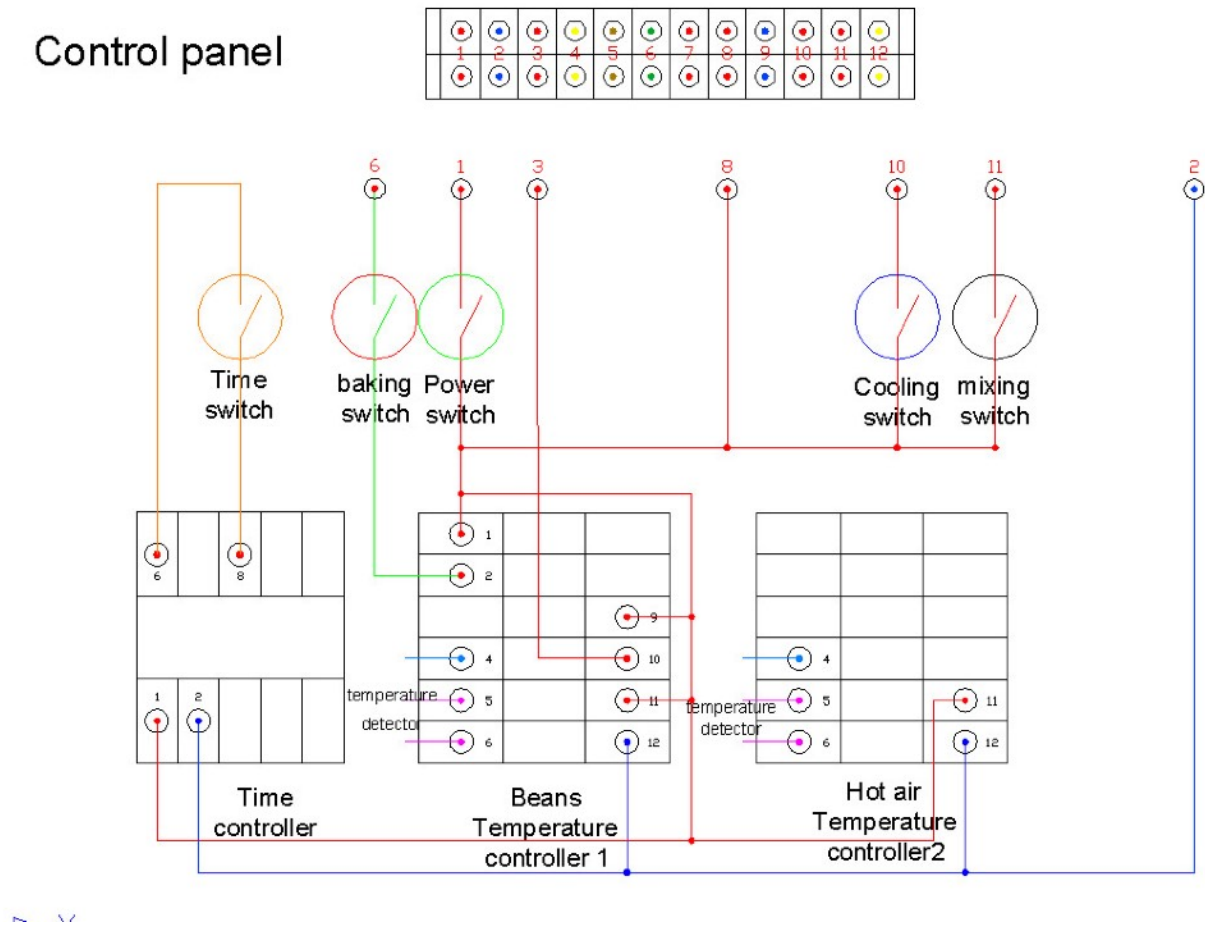 Control panel
1 2 3 4 5 6 7 8 9 10 11 12
6 1 3 8 10 11 2
Time
switch
baking
switch
Power
switch
Cooling
switch
mixing
switch
6 8
1 2
1
2
9
4 10
5 11
6 12
temperature
detector
4
5 11
6 12
temperature
detector
Time
controller
Beans
Temperature
controller 1
Hot air
Temperature
controller2